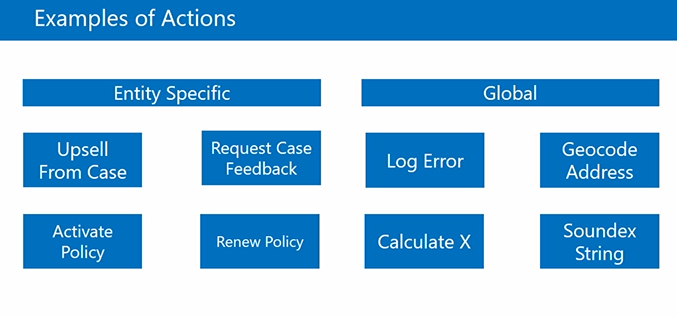 Examples of Actions
Entity Specific
Global
Upsell
From Case
Request Case
Feedback
Log Error
Geocode
Address
Activate
Policy
Renew Policy
Calculate X
Soundex
String